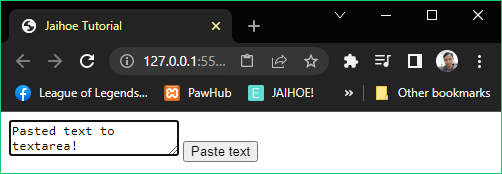 Jaihoe Tutorial
127.0.0.1:55...
League of Legends... PawHub JAIHOE! » Other bookmarks
Pasted text to
textarea!
Paste text